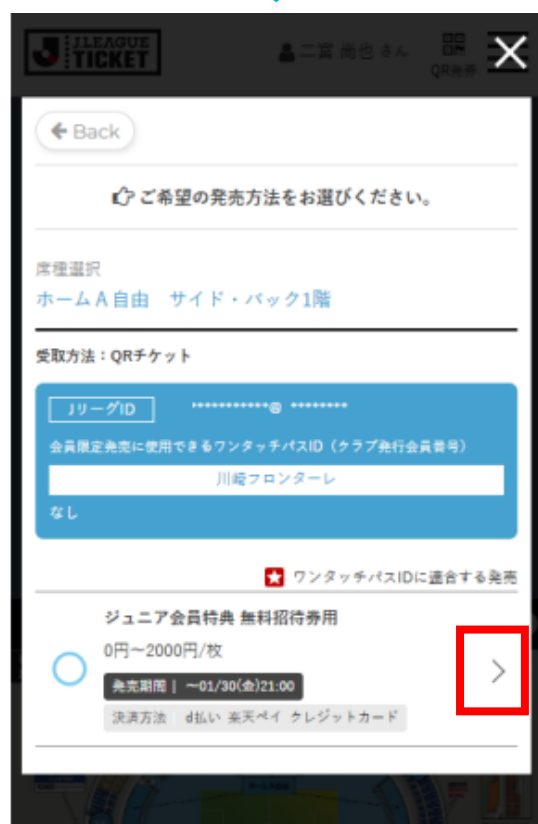 J.LEAGUE
TICKET
二宮 尚也 さん
QR発券
Back
ご希望の発売方法をお選びください。
席種選択
ホームA自由 サイド・バック1階
受取方法：QRチケット
JリーグID ***********@ ********
会員限定発売に使用できるワンタッチパスID（クラブ発行会員番号）
川崎フロンターレ
なし
ワンタッチパスIDに適合する発売
ジュニア会員特典 無料招待券用
0円～2000円/枚
発売期間 | ～01/30(金)21:00
決済方法 | d払い 楽天ペイ クレジットカード